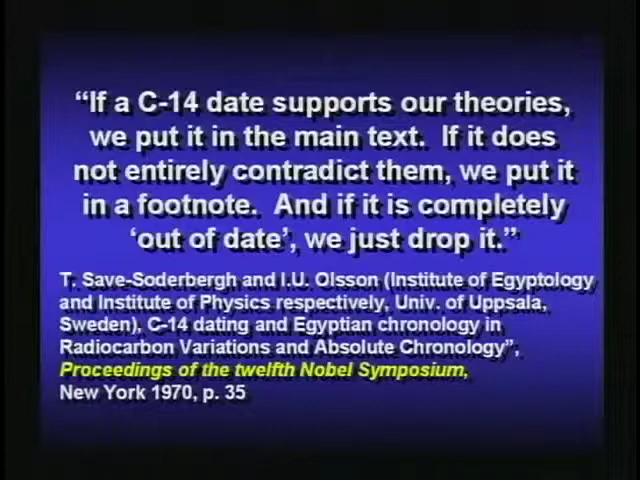 “If a C-14 date supports our theories,
we put it in the main text.  If it does
not entirely contradict them, we put it
in a footnote.  And if it is completely
‘out of date’, we just drop it.”
T. Save-Soderbergh and I.U. Olsson (Institute of Egyptology
and Institute of Physics respectively, Univ. of Uppsala,
Sweden), C-14 dating and Egyptian chronology in
Radiocarbon Variations and Absolute Chronology”,
Proceedings of the twelfth Nobel Symposium,
New York 1970, p. 35